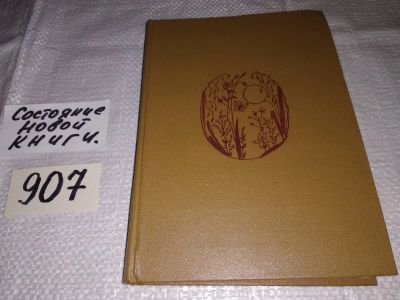 Состояние
новой
книги.
907